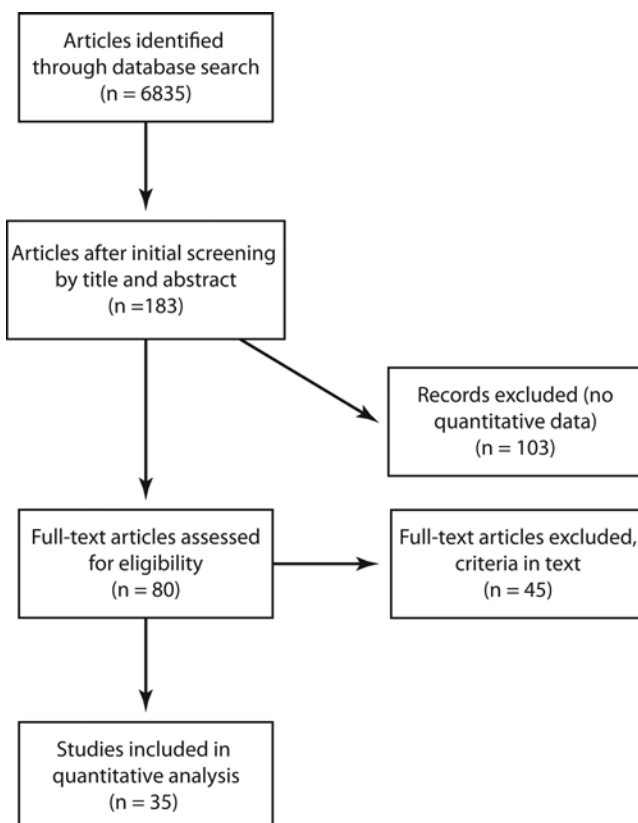 Articles identified
through database search
(n = 6835)
Articles after initial screening
by title and abstract
(n =183)
Records excluded (no
quantitative data)
(n = 103)
Full-text articles assessed
for eligibility
(n = 80)
Full-text articles excluded,
criteria in text
(n = 45)
Studies included in
quantitative analysis
(n = 35)